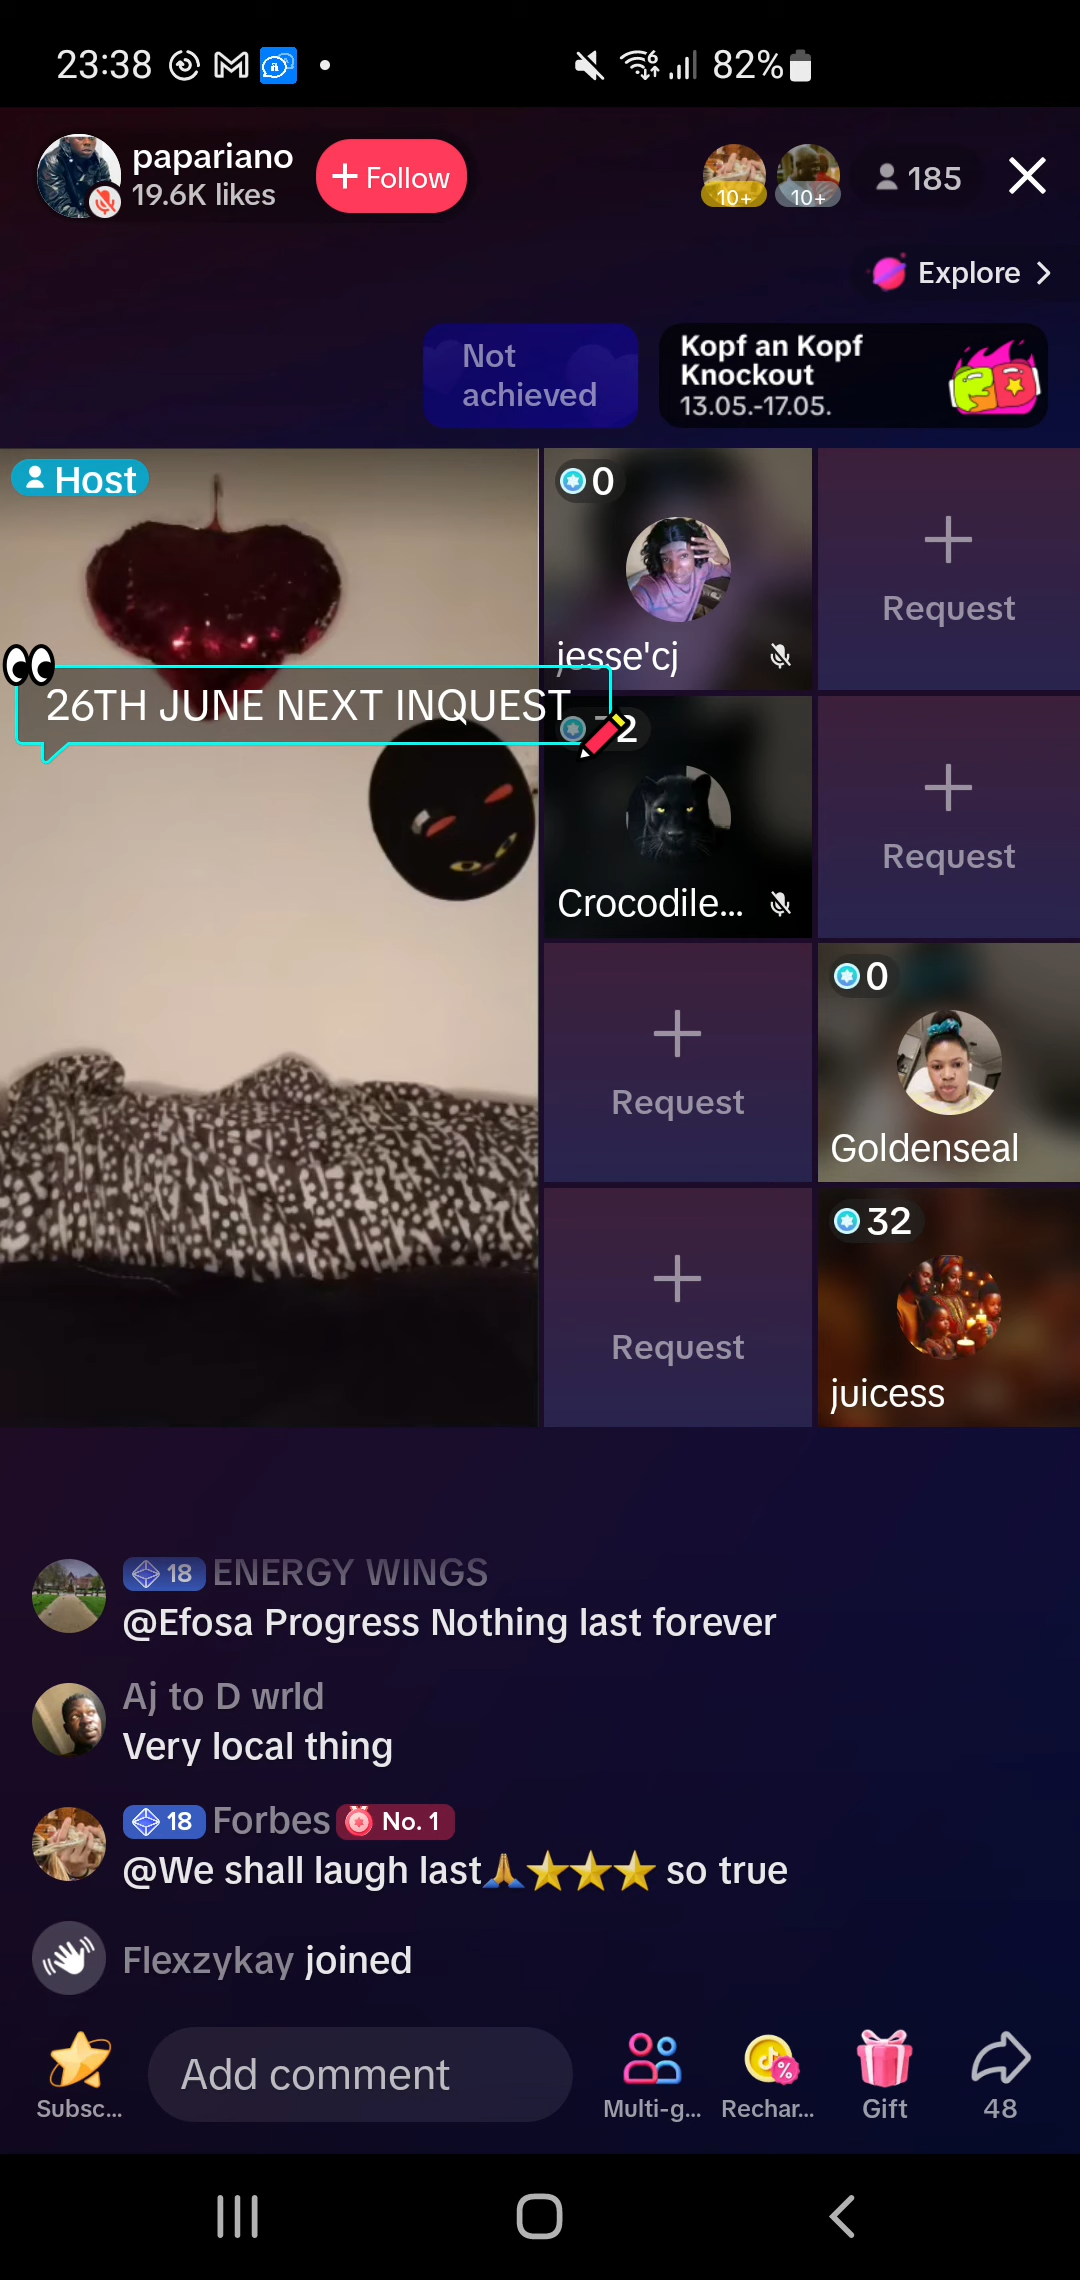 23:38
82%
papariano
19.6K likes
+ Follow
10+
10+
185
Explore
Not
achieved
Kopf an Kopf
Knockout
13.05.-17.05.
Host
0
jesse'cj
Request
26TH JUNE NEXT INQUEST
2
Crocodile...
Request
Request
0
Goldenseal
Request
32
juicess
18 ENERGY WINGS
@Efosa Progress Nothing last forever
Aj to D wrld
Very local thing
18 Forbes No. 1
@We shall laugh last🙏⭐⭐⭐ so true
Flexzykay joined
Subsc...
Add comment
Multi-g...
Rechar...
Gift
48